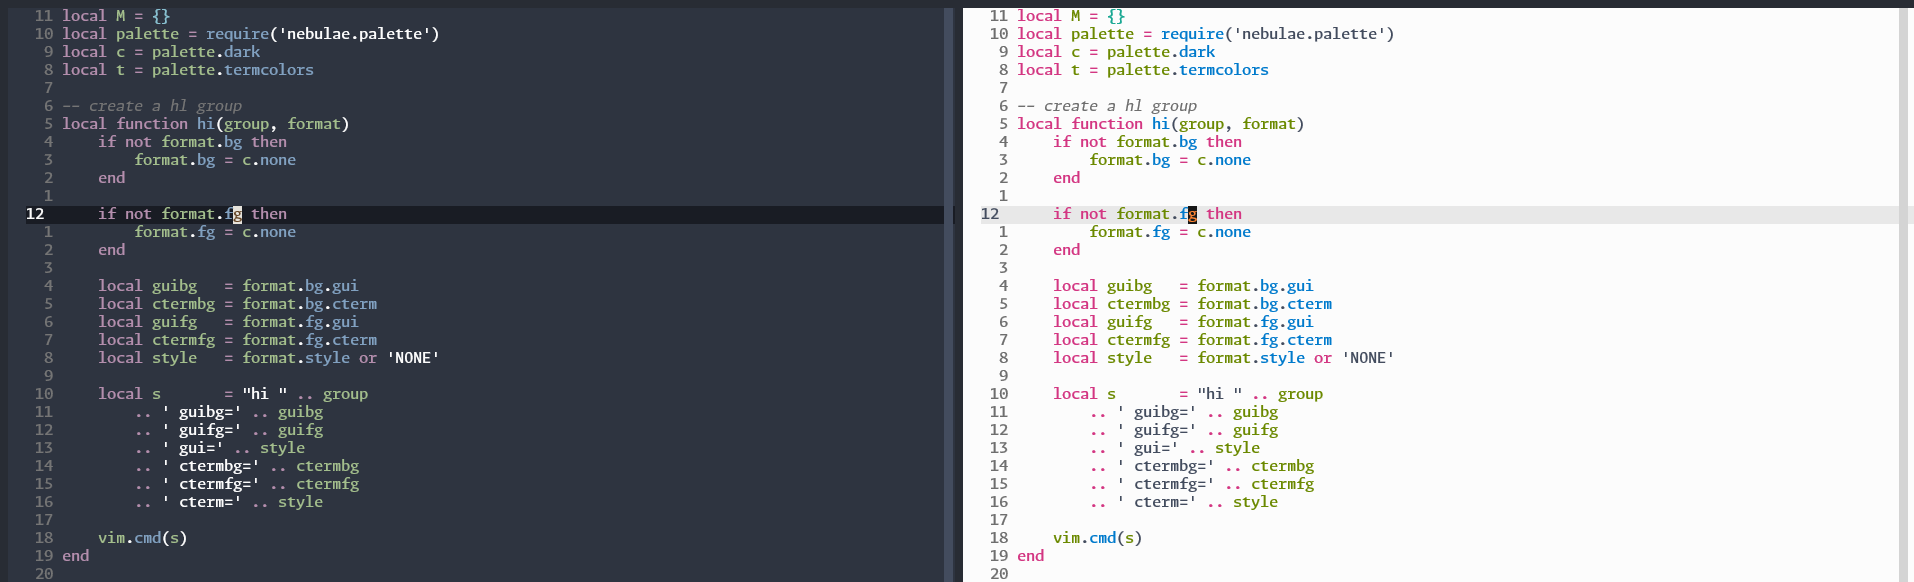 11 local M = {}
10 local palette = require('nebulae.palette')
9 local c = palette.dark
8 local t = palette.termcolors
7
6 -- create a hl group
5 local function hi(group, format)
4     if not format.bg then
3         format.bg = c.none
2     end
1
12     if not format.fg then
1         format.fg = c.none
2     end
3
4     local guibg   = format.bg.gui
5     local ctermbg = format.bg.cterm
6     local guifg   = format.fg.gui
7     local ctermfg = format.fg.cterm
8     local style   = format.style or 'NONE'
9
10     local s       = "hi " .. group
11         .. ' guibg=' .. guibg
12         .. ' guifg=' .. guifg
13         .. ' gui=' .. style
14         .. ' ctermbg=' .. ctermbg
15         .. ' ctermfg=' .. ctermfg
16         .. ' cterm=' .. style
17
18     vim.cmd(s)
19 end
20
11 local M = {}
10 local palette = require('nebulae.palette')
9 local c = palette.dark
8 local t = palette.termcolors
7
6 -- create a hl group
5 local function hi(group, format)
4     if not format.bg then
3         format.bg = c.none
2     end
1
12     if not format.fg then
1         format.fg = c.none
2     end
3
4     local guibg   = format.bg.gui
5     local ctermbg = format.bg.cterm
6     local guifg   = format.fg.gui
7     local ctermfg = format.fg.cterm
8     local style   = format.style or 'NONE'
9
10     local s       = "hi " .. group
11         .. ' guibg=' .. guibg
12         .. ' guifg=' .. guifg
13         .. ' gui=' .. style
14         .. ' ctermbg=' .. ctermbg
15         .. ' ctermfg=' .. ctermfg
16         .. ' cterm=' .. style
17
18     vim.cmd(s)
19 end
20